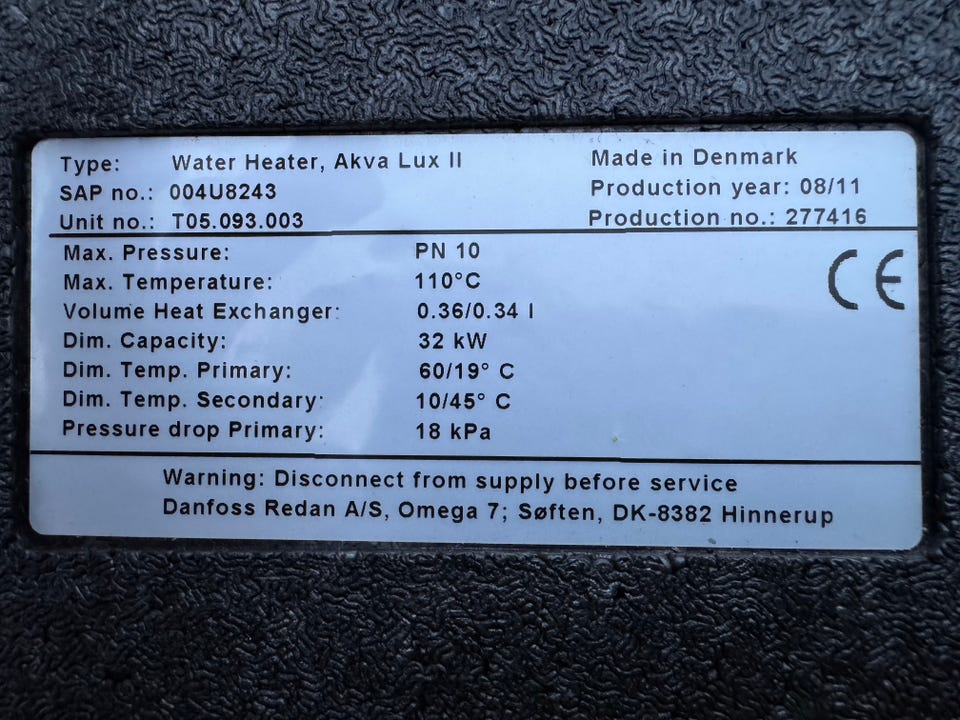 Type: Water Heater, Akva Lux II Made in Denmark
SAP no.: 004U8243 Production year: 08/11
Unit no.: T05.093.003 Production no.: 277416
Max. Pressure: PN 10
Max. Temperature: 110°C
Volume Heat Exchanger: 0.36/0.34 l
Dim. Capacity: 32 kW
Dim. Temp. Primary: 60/19° C
Dim. Temp. Secondary: 10/45° C
Pressure drop Primary: 18 kPa
CE
Warning: Disconnect from supply before service
Danfoss Redan A/S, Omega 7; Søften, DK-8382 Hinnerup